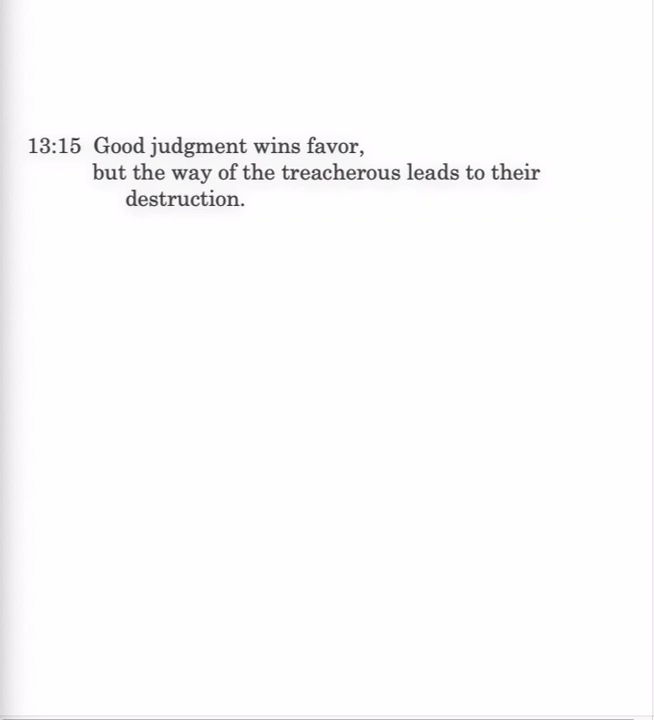 13:15 Good judgment wins favor,
but the way of the treacherous leads to their
destruction.